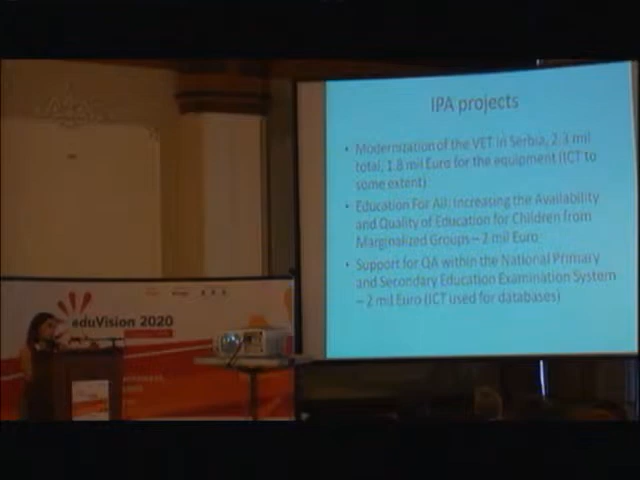 IPA projects
• Modernization of the VET in Serbia, 2.3 mil
total, 1.8 mil Euro for the equipment (ICT to
some extent)
• Education For All: Increasing the Availability
and Quality of Education for Children from
Marginalized Groups – 2 mil Euro
• Support for QA within the National Primary
and Secondary Education Examination System
– 2 mil Euro (ICT used for databases)
eduVision 2020